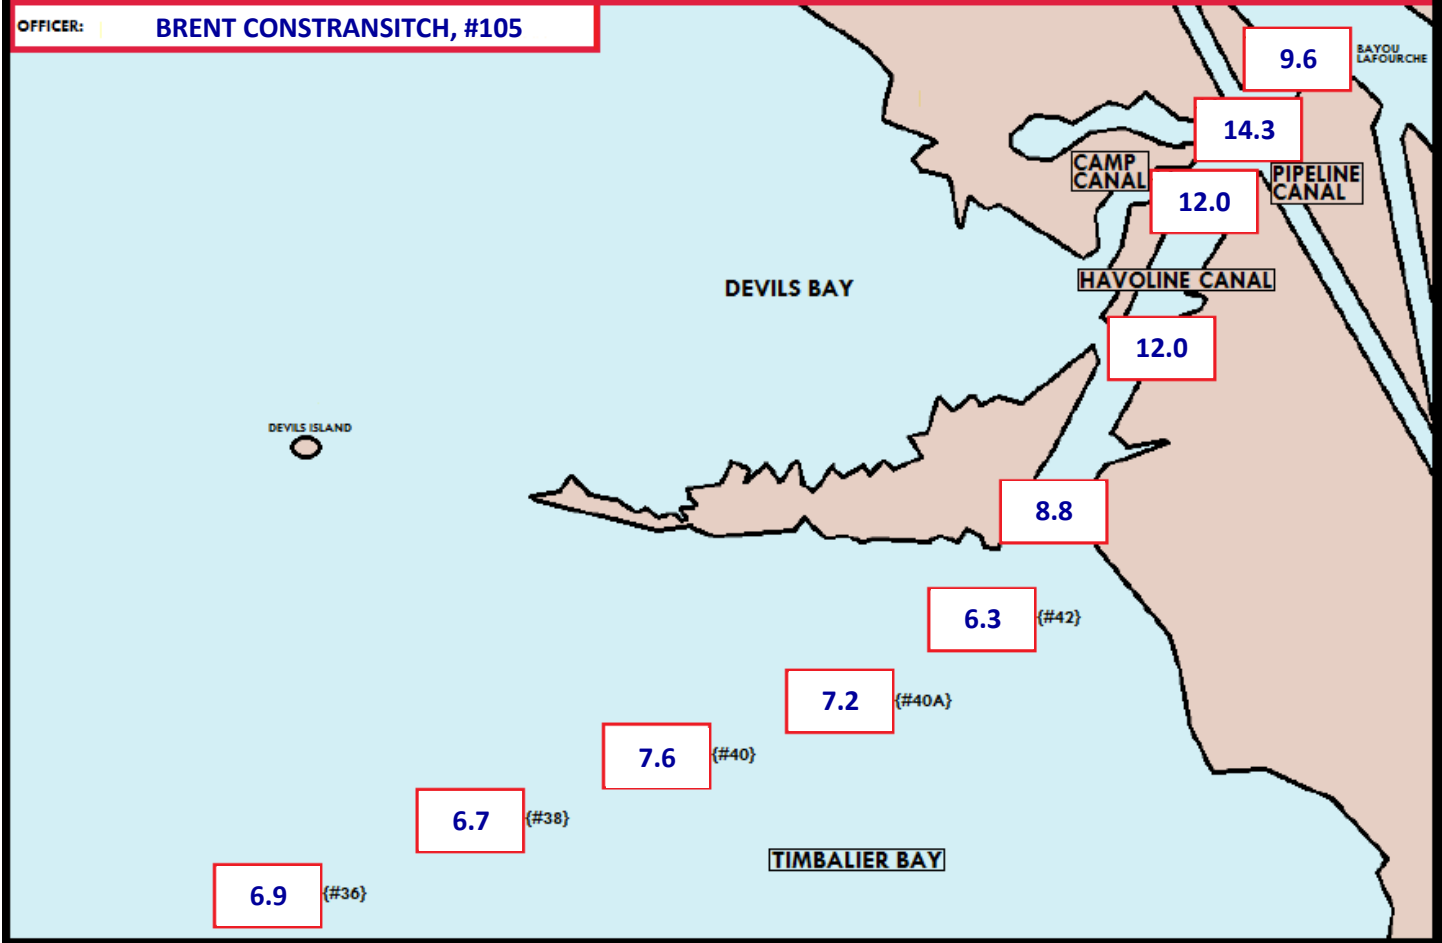 OFFICER: BRENT CONSTRANSITCH, #105
9.6
BAYOU
LAFOURCHE
14.3
CAMP
CANAL
PIPELINE
CANAL
12.0
HAVOLINE CANAL
DEVILS BAY
12.0
DEVILS ISLAND
8.8
6.3 {#42}
7.2 {#40A}
7.6 {#40}
6.7 {#38}
TIMBALIER BAY
6.9 {#36}